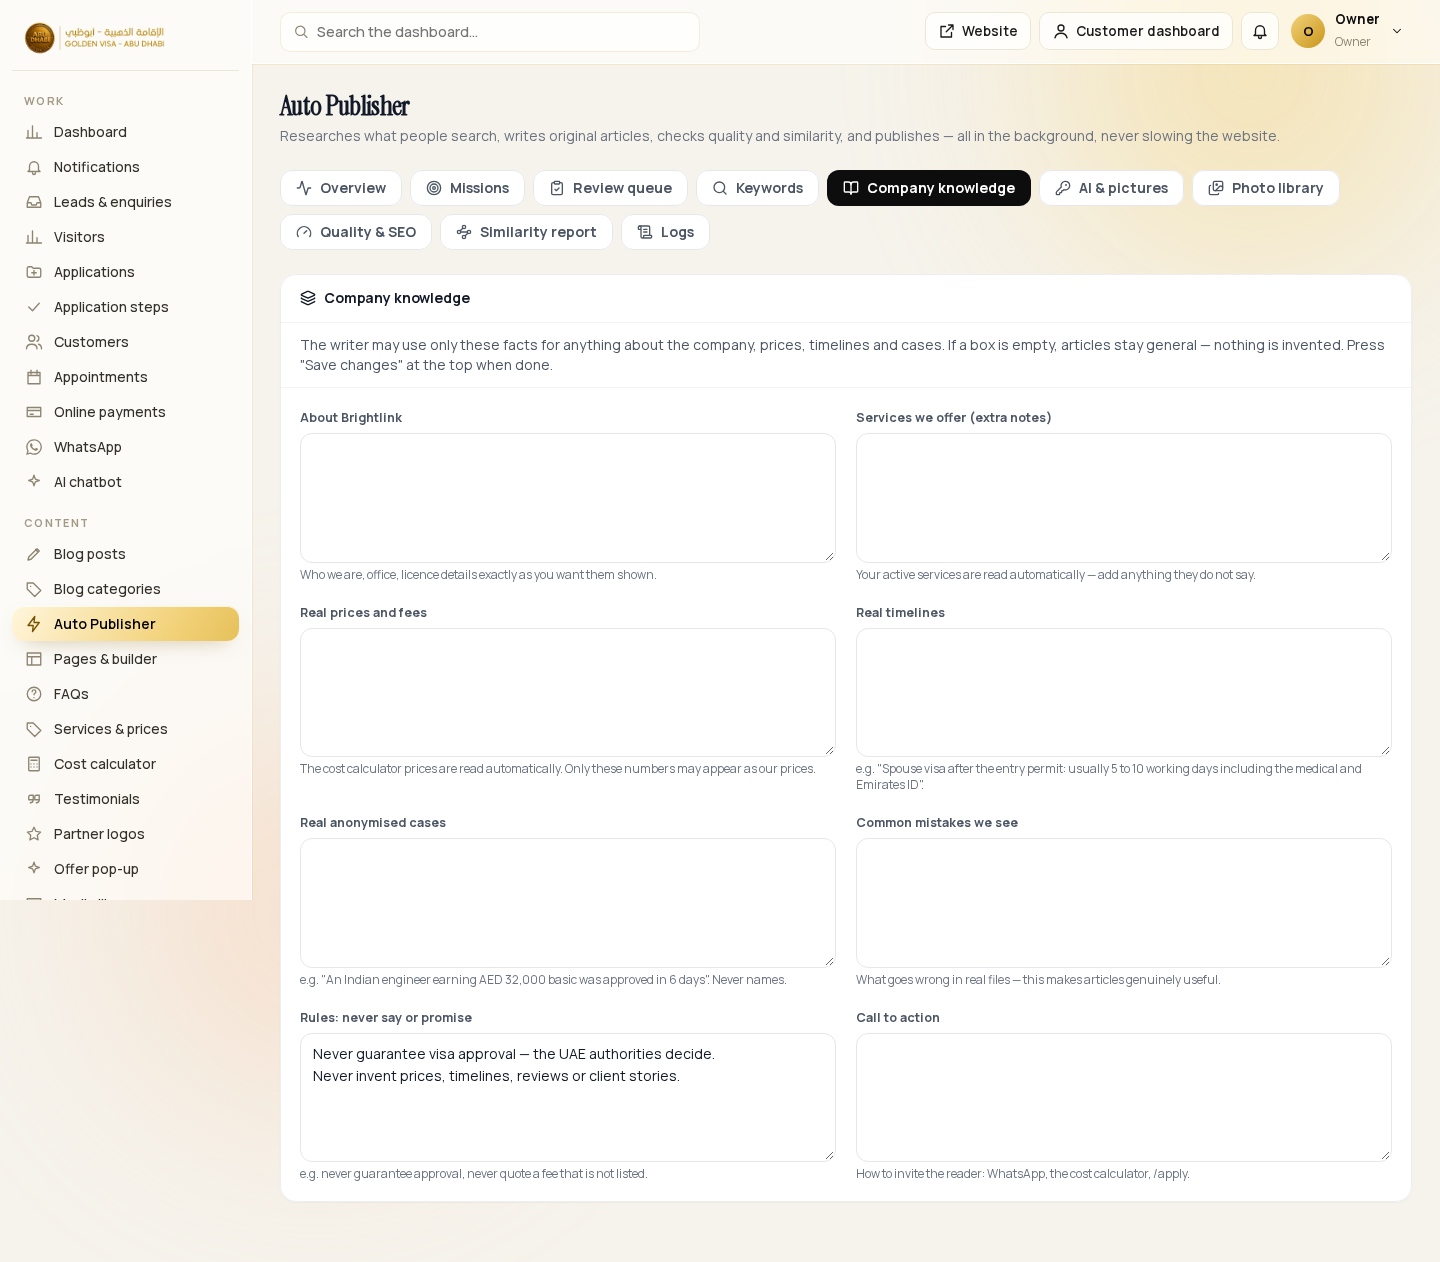 ABU DHABI
الإقامة الذهبية - ابوظبي
GOLDEN VISA - ABU DHABI
Search the dashboard...
Website
Customer dashboard
O
Owner
Owner
WORK
Dashboard
Notifications
Leads & enquiries
Visitors
Applications
Application steps
Customers
Appointments
Online payments
WhatsApp
AI chatbot
CONTENT
Blog posts
Blog categories
Auto Publisher
Pages & builder
FAQs
Services & prices
Cost calculator
Testimonials
Partner logos
Offer pop-up
Auto Publisher
Researches what people search, writes original articles, checks quality and similarity, and publishes — all in the background, never slowing the website.
Overview
Missions
Review queue
Keywords
Company knowledge
AI & pictures
Photo library
Quality & SEO
Similarity report
Logs
Company knowledge
The writer may use only these facts for anything about the company, prices, timelines and cases. If a box is empty, articles stay general — nothing is invented. Press
"Save changes" at the top when done.
About Brightlink
Who we are, office, licence details exactly as you want them shown.
Services we offer (extra notes)
Your active services are read automatically — add anything they do not say.
Real prices and fees
The cost calculator prices are read automatically. Only these numbers may appear as our prices.
Real timelines
e.g. "Spouse visa after the entry permit: usually 5 to 10 working days including the medical and
Emirates ID".
Real anonymised cases
e.g. "An Indian engineer earning AED 32,000 basic was approved in 6 days". Never names.
Common mistakes we see
What goes wrong in real files — this makes articles genuinely useful.
Rules: never say or promise
Never guarantee visa approval — the UAE authorities decide.
Never invent prices, timelines, reviews or client stories.
e.g. never guarantee approval, never quote a fee that is not listed.
Call to action
How to invite the reader: WhatsApp, the cost calculator, /apply.